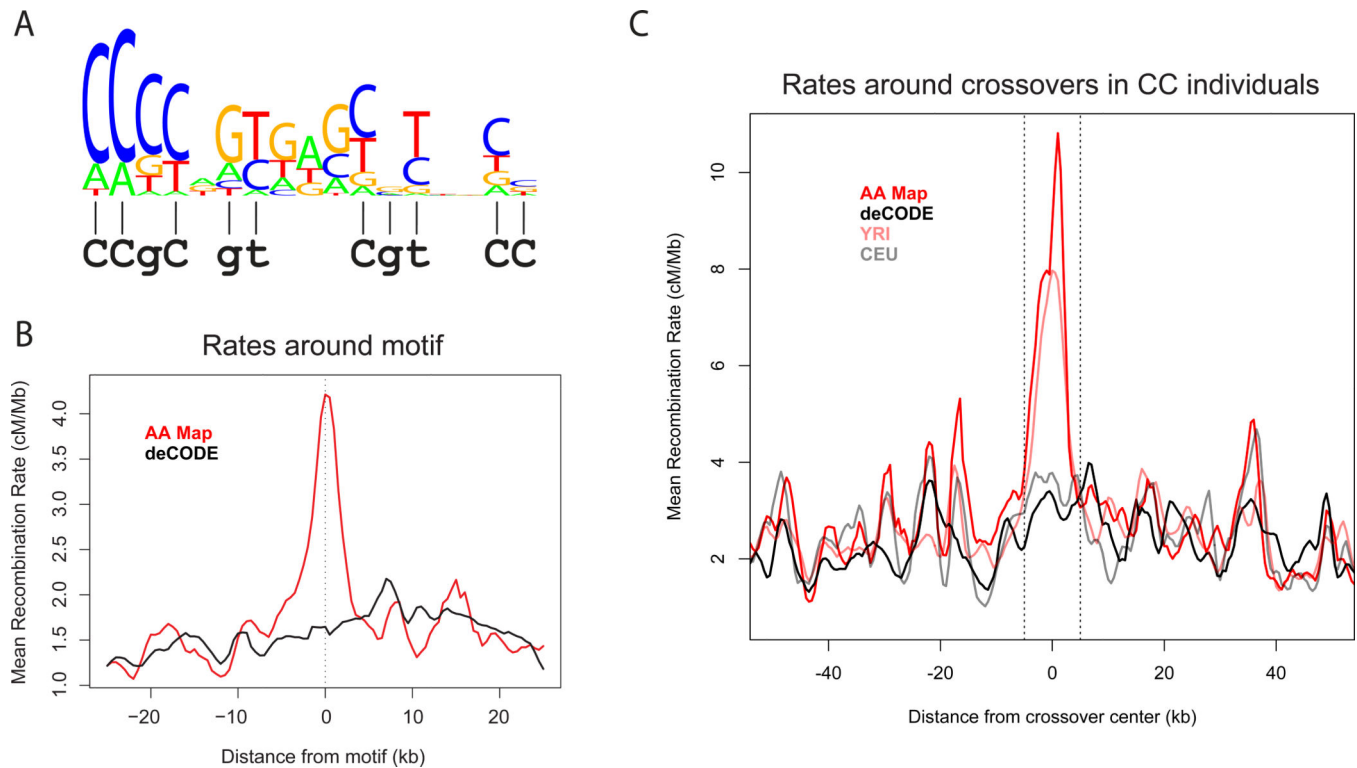 A
CCgC gt Cgt CC
B
Rates around motif
Mean Recombination Rate (cM/Mb)
4.0
3.5
3.0
2.5
2.0
1.5
1.0
AA Map
deCODE
−20 −10 0 10 20
Distance from motif (kb)
C
Rates around crossovers in CC individuals
Mean Recombination Rate (cM/Mb)
10
8
6
4
2
AA Map
deCODE
YRI
CEU
-40 -20 0 20 40
Distance from crossover center (kb)